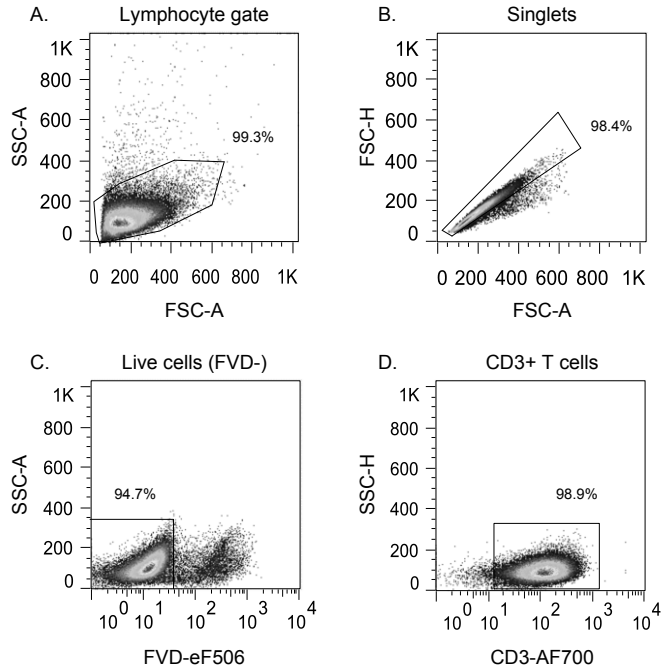 A. Lymphocyte gate
1K
800
600
400
200
0
SSC-A
99.3%
0 200 400 600 800 1K
FSC-A
B. Singlets
1K
800
600
400
200
0
FSC-H
98.4%
0 200 400 600 800 1K
FSC-A
C. Live cells (FVD-)
1K
800
600
400
200
0
SSC-A
94.7%
10^0 10^1 10^2 10^3 10^4
FVD-eF506
D. CD3+ T cells
1K
800
600
400
200
0
SSC-H
98.9%
10^0 10^1 10^2 10^3 10^4
CD3-AF700